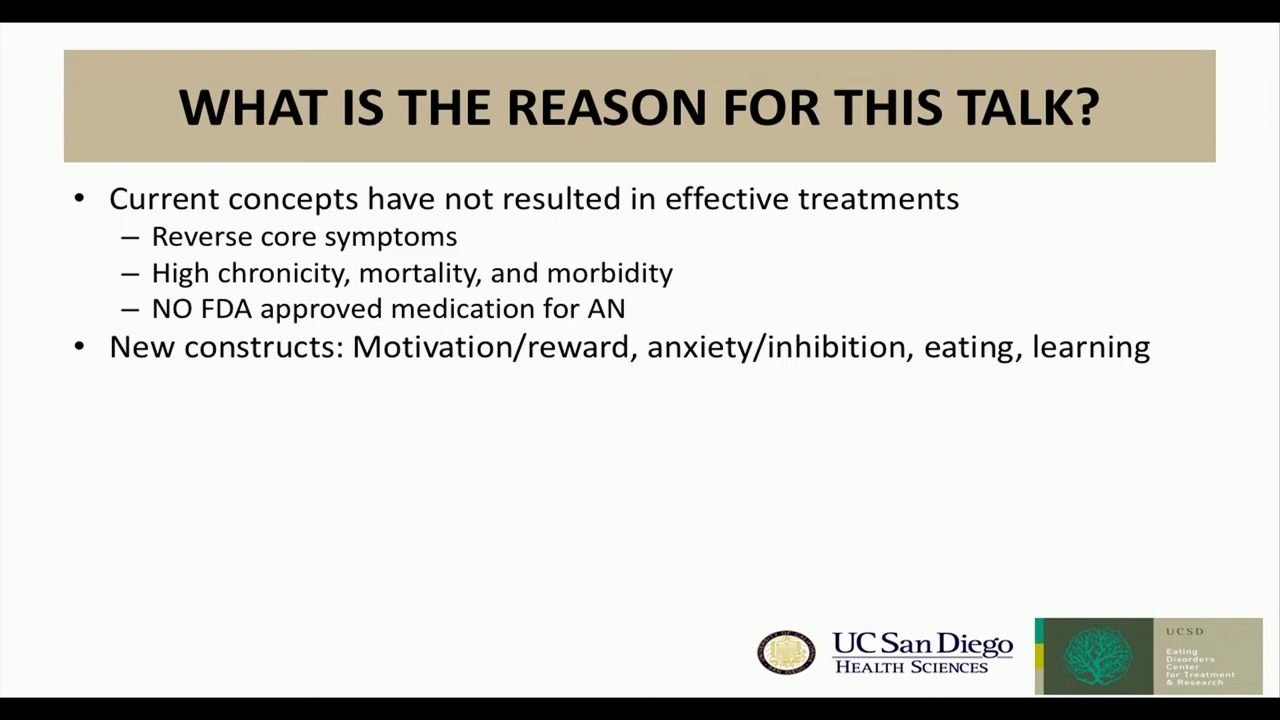 WHAT IS THE REASON FOR THIS TALK?
• Current concepts have not resulted in effective treatments
– Reverse core symptoms
– High chronicity, mortality, and morbidity
– NO FDA approved medication for AN
• New constructs: Motivation/reward, anxiety/inhibition, eating, learning
UC San Diego
HEALTH SCIENCES
UCSD
Eating
Disorders
Center
for Treatment
& Research